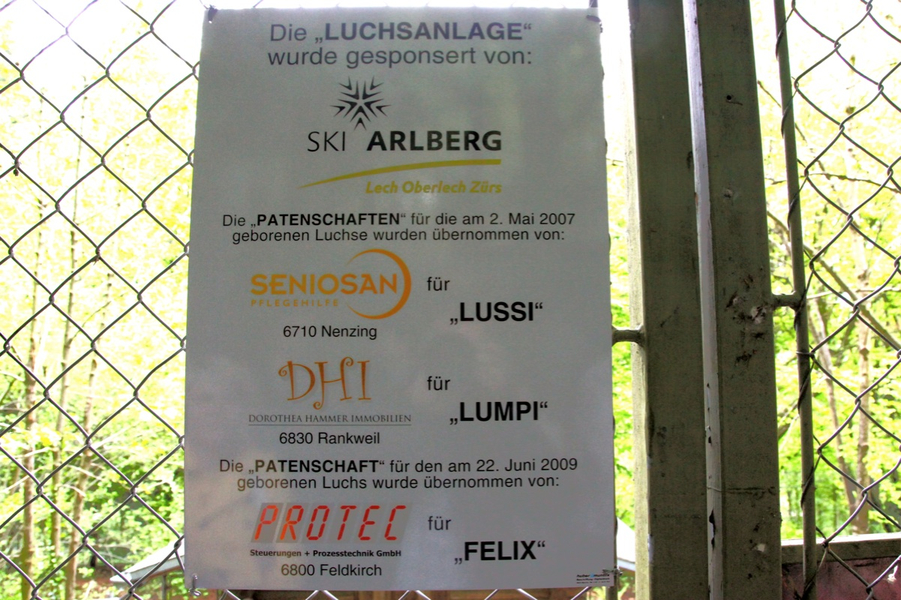 Die „LUCHSANLAGE“
wurde gesponsert von:
SKI ARLBERG
Lech Oberlech Zürs
Die „PATENSCHAFTEN“ für die am 2. Mai 2007
geborenen Luchse wurden übernommen von:
SENIOSAN
PFLEGEHILFE
6710 Nenzing
für
„LUSSI“
DHI
DOROTHEA HAMMER IMMOBILIEN
6830 Rankweil
für
„LUMPI“
Die „PATENSCHAFT“ für den am 22. Juni 2009
geborenen Luchs wurde übernommen von:
PROTEC
Steuerungen + Prozesstechnik GmbH
6800 Feldkirch
für
„FELIX“